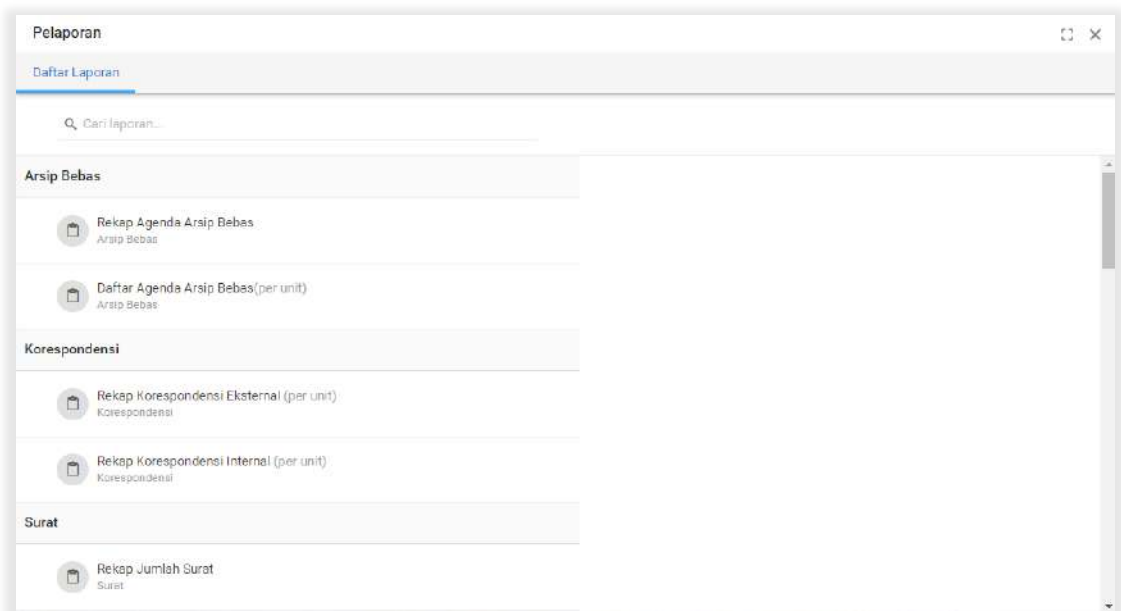 Pelaporan
Daftar Laporan
Cari laporan...
Arsip Bebas
Rekap Agenda Arsip Bebas
Arsip Bebas
Daftar Agenda Arsip Bebas(per unit)
Arsip Bebas
Korespondensi
Rekap Korespondensi Eksternal (per unit)
Korespondensi
Rekap Korespondensi Internal (per unit)
Korespondensi
Surat
Rekap Jumlah Surat
Surat